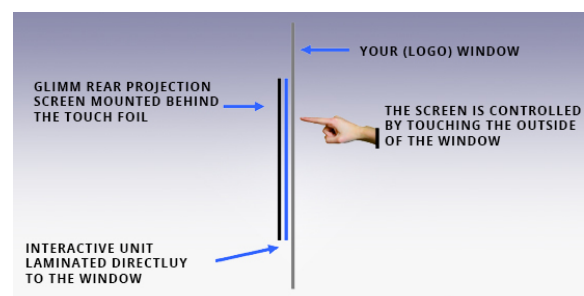 YOUR (LOGO) WINDOW
GLIMM REAR PROJECTION
SCREEN MOUNTED BEHIND
THE TOUCH FOIL
THE SCREEN IS CONTROLLED
BY TOUCHING THE OUTSIDE
OF THE WINDOW
INTERACTIVE UNIT
LAMINATED DIRECTLUY
TO THE WINDOW